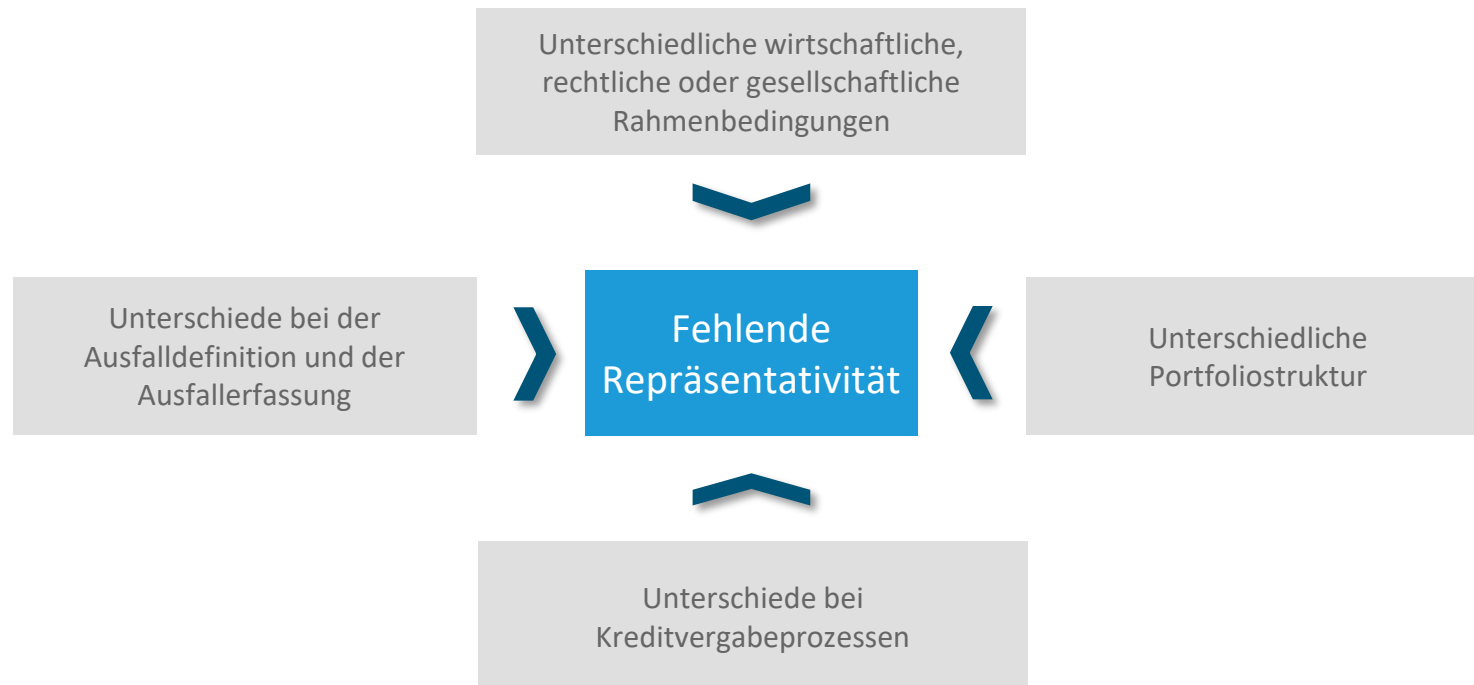 Unterschiedliche wirtschaftliche,
rechtliche oder gesellschaftliche
Rahmenbedingungen
Unterschiede bei der
Ausfalldefinition und der
Ausfallerfassung
Fehlende
Repräsentativität
Unterschiedliche
Portfoliostruktur
Unterschiede bei
Kreditvergabeprozessen